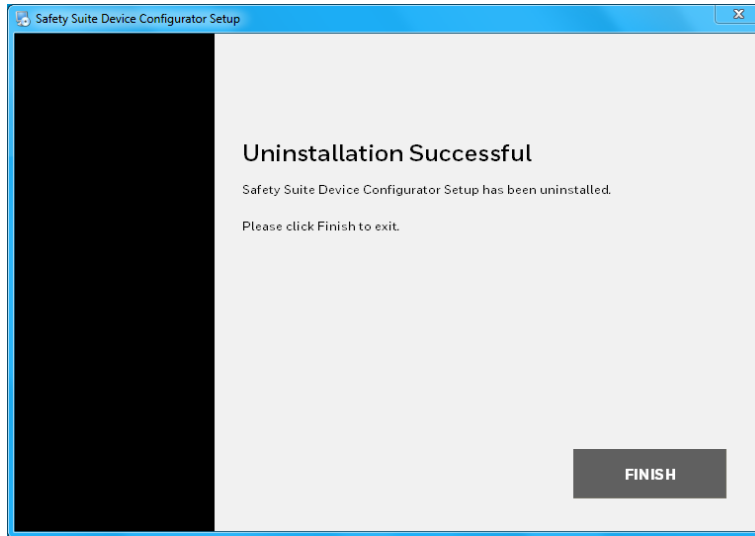 Safety Suite Device Configurator Setup
Uninstallation Successful
Safety Suite Device Configurator Setup has been uninstalled.
Please click Finish to exit.
FINISH